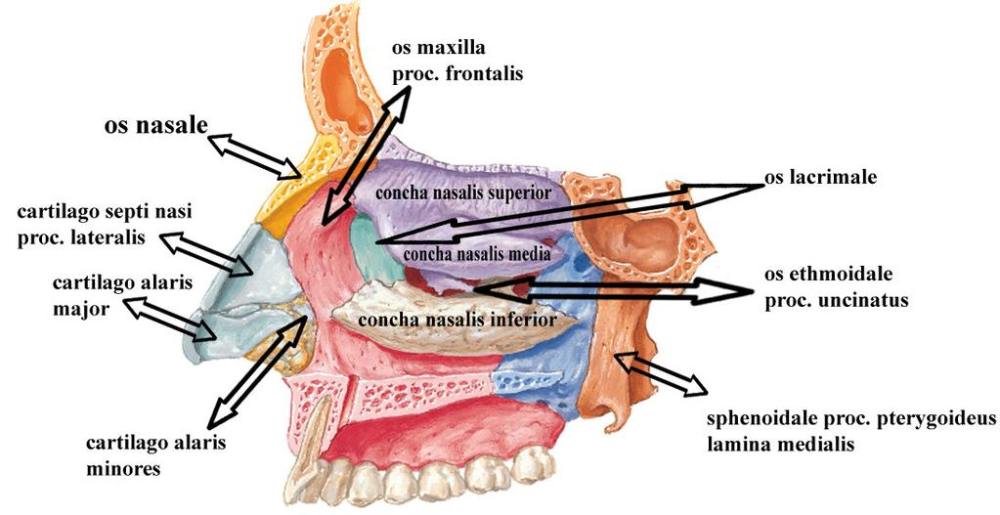 os maxilla
proc. frontalis
os nasale
concha nasalis superior
os lacrimale
cartilago septi nasi
proc. lateralis
concha nasalis media
cartilago alaris
major
os ethmoidale
proc. uncinatus
concha nasalis inferior
sphenoidale proc. pterygoideus
lamina medialis
cartilago alaris
minores